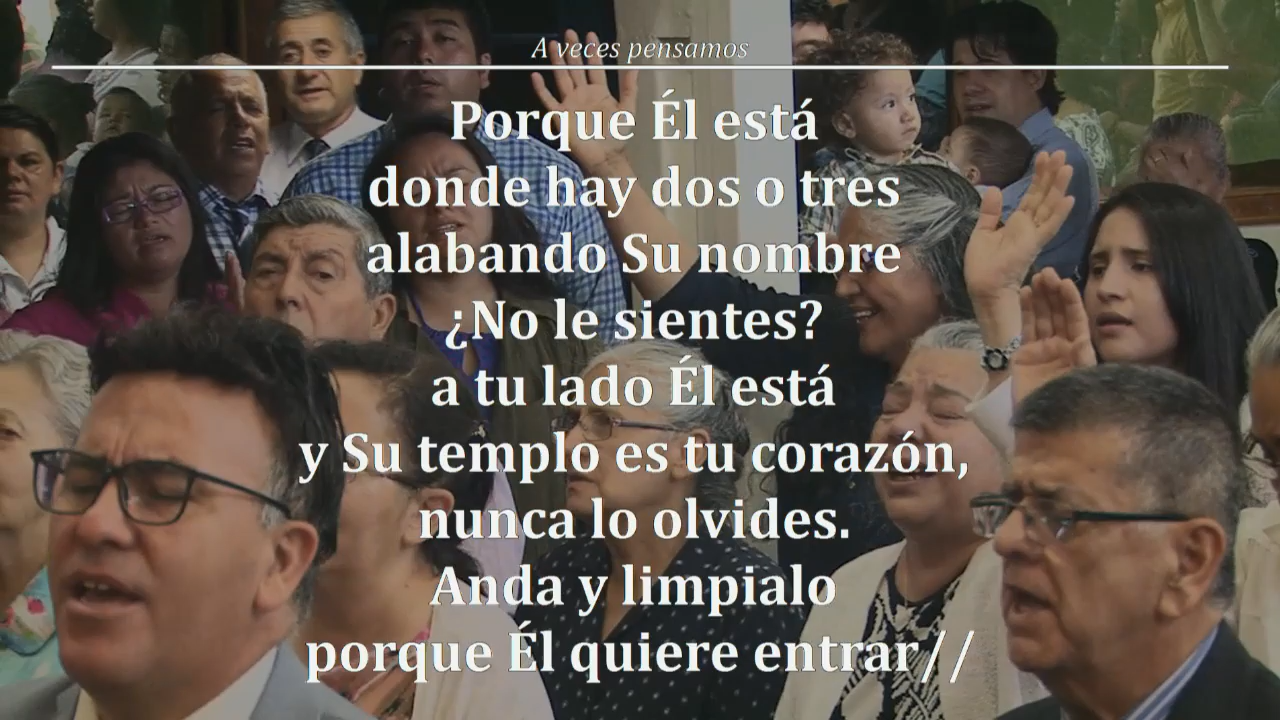 A veces pensamos
Porque Él está
donde hay dos o tres
alabando Su nombre
¿No le sientes?
a tu lado Él está
y Su templo es tu corazón,
nunca lo olvides.
Anda y limpialo
porque Él quiere entrar//